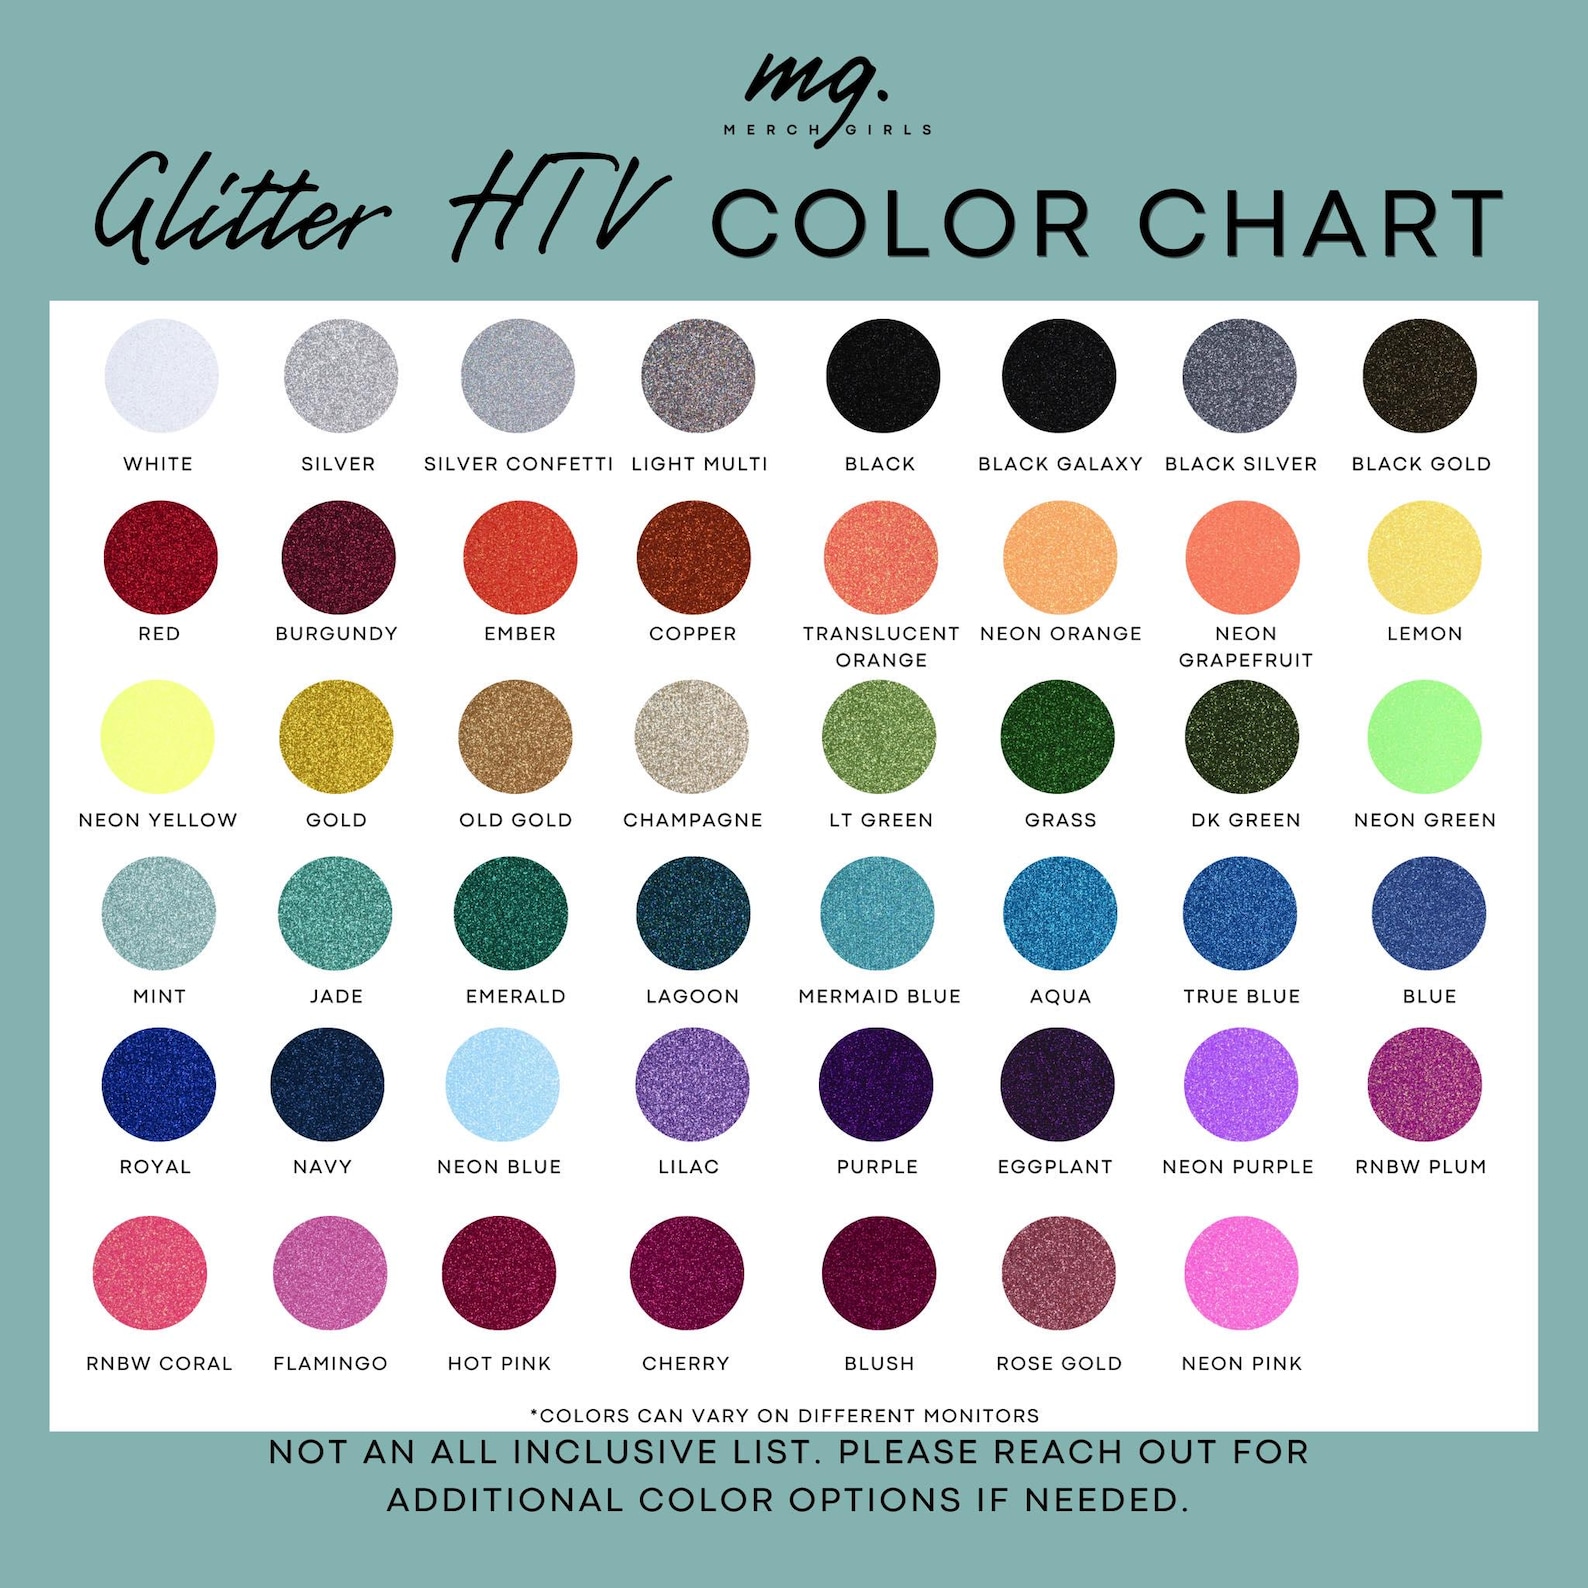 mg.
MERCH GIRLS
Glitter HTV COLOR CHART
WHITE SILVER SILVER CONFETTI LIGHT MULTI BLACK BLACK GALAXY BLACK SILVER BLACK GOLD
RED BURGUNDY EMBER COPPER TRANSLUCENT ORANGE NEON ORANGE NEON GRAPEFRUIT LEMON
NEON YELLOW GOLD OLD GOLD CHAMPAGNE LT GREEN GRASS DK GREEN NEON GREEN
MINT JADE EMERALD LAGOON MERMAID BLUE AQUA TRUE BLUE BLUE
ROYAL NAVY NEON BLUE LILAC PURPLE EGGPLANT NEON PURPLE RNBW PLUM
RNBW CORAL FLAMINGO HOT PINK CHERRY BLUSH ROSE GOLD NEON PINK
*COLORS CAN VARY ON DIFFERENT MONITORS
NOT AN ALL INCLUSIVE LIST. PLEASE REACH OUT FOR
ADDITIONAL COLOR OPTIONS IF NEEDED.